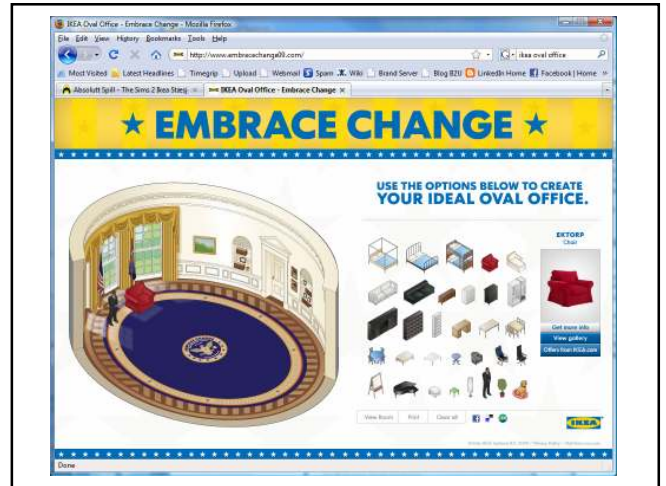 IKEA Oval Office - Embrace Change - Mozilla Firefox
File Edit View History Bookmarks Tools Help
http://www.embracechange09.com/
ikea oval office
Most Visited Latest Headlines Timegrip Upload Webmail Spam Wiki Brand Server Blog B2U LinkedIn Home Facebook | Home
Absolutt Spill - The Sims 2 Ikea Stæsj IKEA Oval Office - Embrace Change
★ EMBRACE CHANGE ★
USE THE OPTIONS BELOW TO CREATE
YOUR IDEAL OVAL OFFICE.
EKTORP
Chair
Get more info
View gallery
Offers from IKEA.com
View Room Print Clear all
IKEA
Done